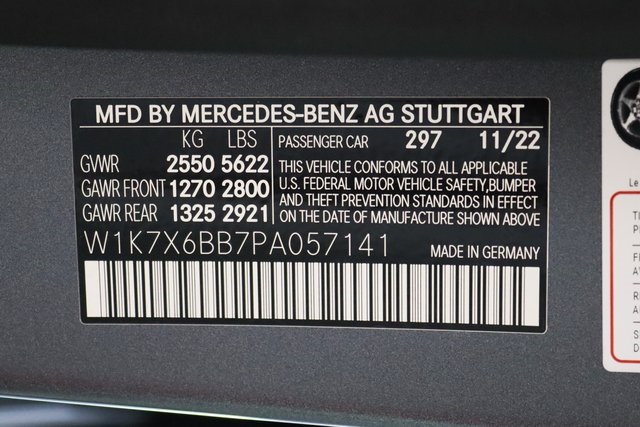 MFD BY MERCEDES-BENZ AG STUTTGART
KG LBS
GVWR 2550 5622
GAWR FRONT 1270 2800
GAWR REAR 1325 2921
PASSENGER CAR 297 11/22
THIS VEHICLE CONFORMS TO ALL APPLICABLE
U.S. FEDERAL MOTOR VEHICLE SAFETY,BUMPER
AND THEFT PREVENTION STANDARDS IN EFFECT
ON THE DATE OF MANUFACTURE SHOWN ABOVE
W1K7X6BB7PA057141 MADE IN GERMANY
Le